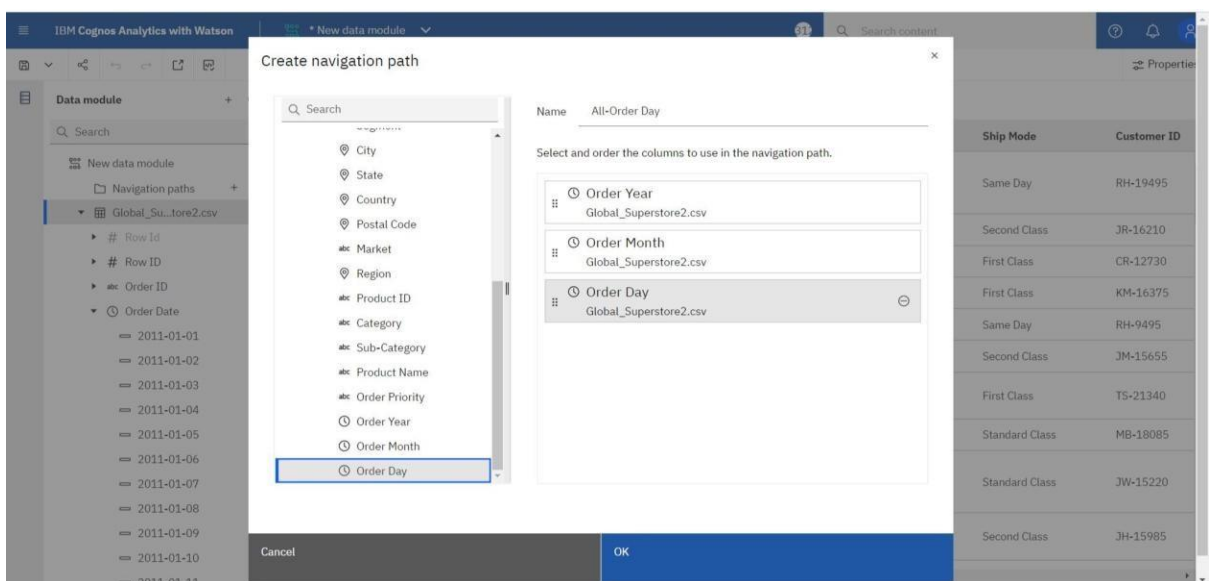 IBM Cognos Analytics with Watson
* New data module
Search content
Propertie
Data module
Search
New data module
Navigation paths
Global_Su...tore2.csv
# Row Id
# Row ID
abc Order ID
Order Date
2011-01-01
2011-01-02
2011-01-03
2011-01-04
2011-01-05
2011-01-06
2011-01-07
2011-01-08
2011-01-09
2011-01-10
Create navigation path
Search
City
State
Country
Postal Code
abc Market
Region
abc Product ID
abc Category
abc Sub-Category
abc Product Name
abc Order Priority
Order Year
Order Month
Order Day
Name All-Order Day
Select and order the columns to use in the navigation path.
Order Year
Global_Superstore2.csv
Order Month
Global_Superstore2.csv
Order Day
Global_Superstore2.csv
Cancel
OK
Ship Mode Customer ID
Same Day RH-19495
Second Class JR-16210
First Class CR-12730
First Class KM-16375
Same Day RH-9495
Second Class JM-15655
First Class TS-21340
Standard Class MB-18085
Standard Class JW-15220
Second Class JH-15985